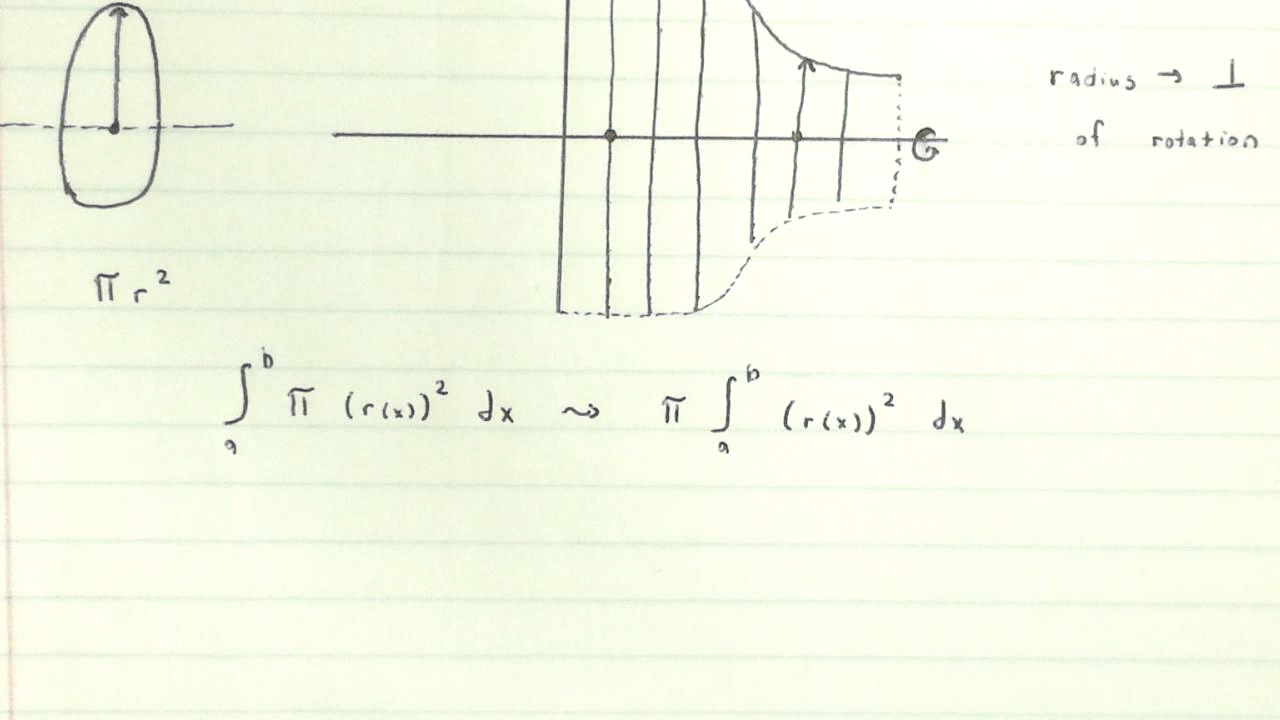 radius → ⊥
of rotation
π r²
∫ₐᵇ π (r(x))² dx ⤳ π ∫ₐᵇ (r(x))² dx